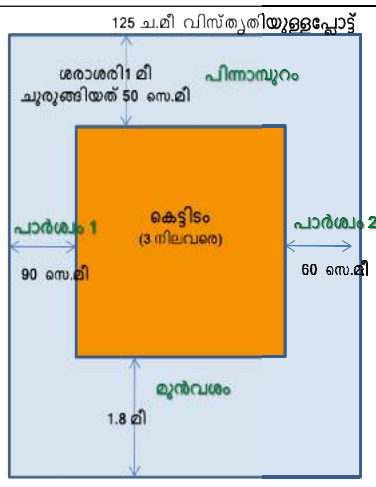 125 ച.മീ വിസ്തൃതിയുള്ളപ്ലോട്ട്
ശരാശരി1 മീ
ചുരുങ്ങിയത് 50 സെ.മീ
പിന്നാമ്പുറം
പാർശ്വം 1
90 സെ.മീ
കെട്ടിടം
(3 നിലവരെ)
പാർശ്വം 2
60 സെ.മീ
മുൻവശം
1.8 മീ